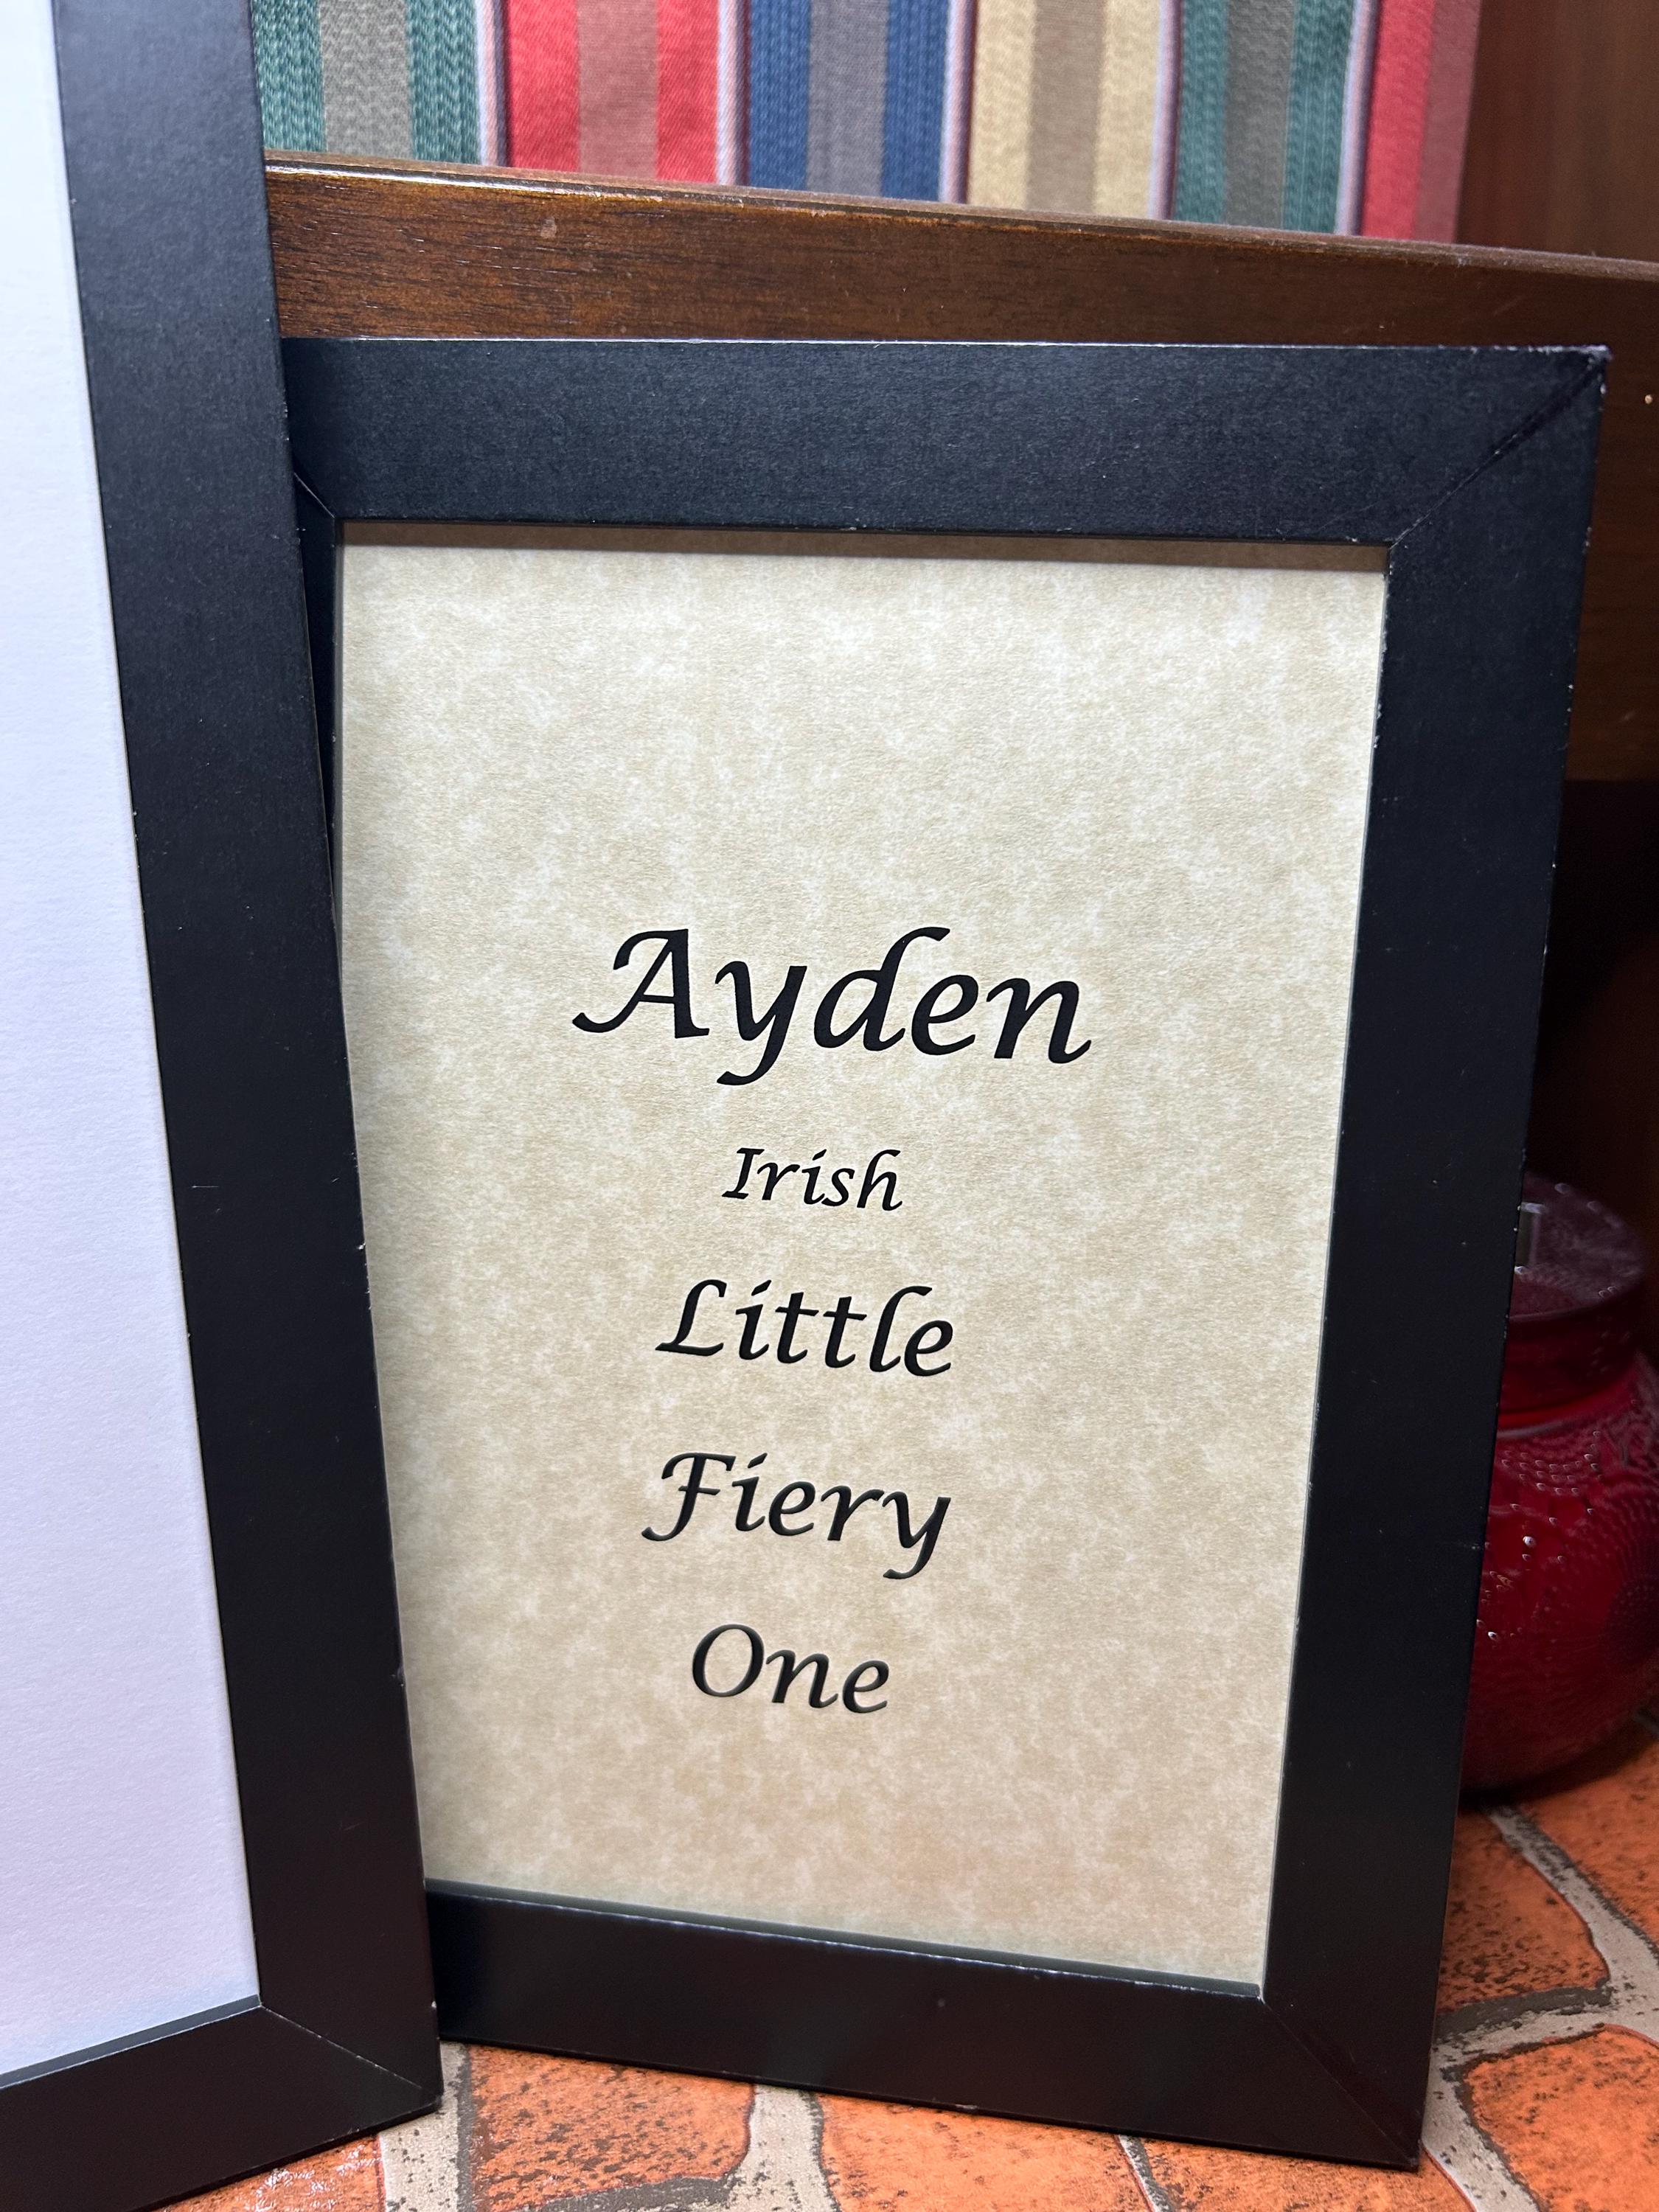 Ayden
Irish
Little
Fiery
One